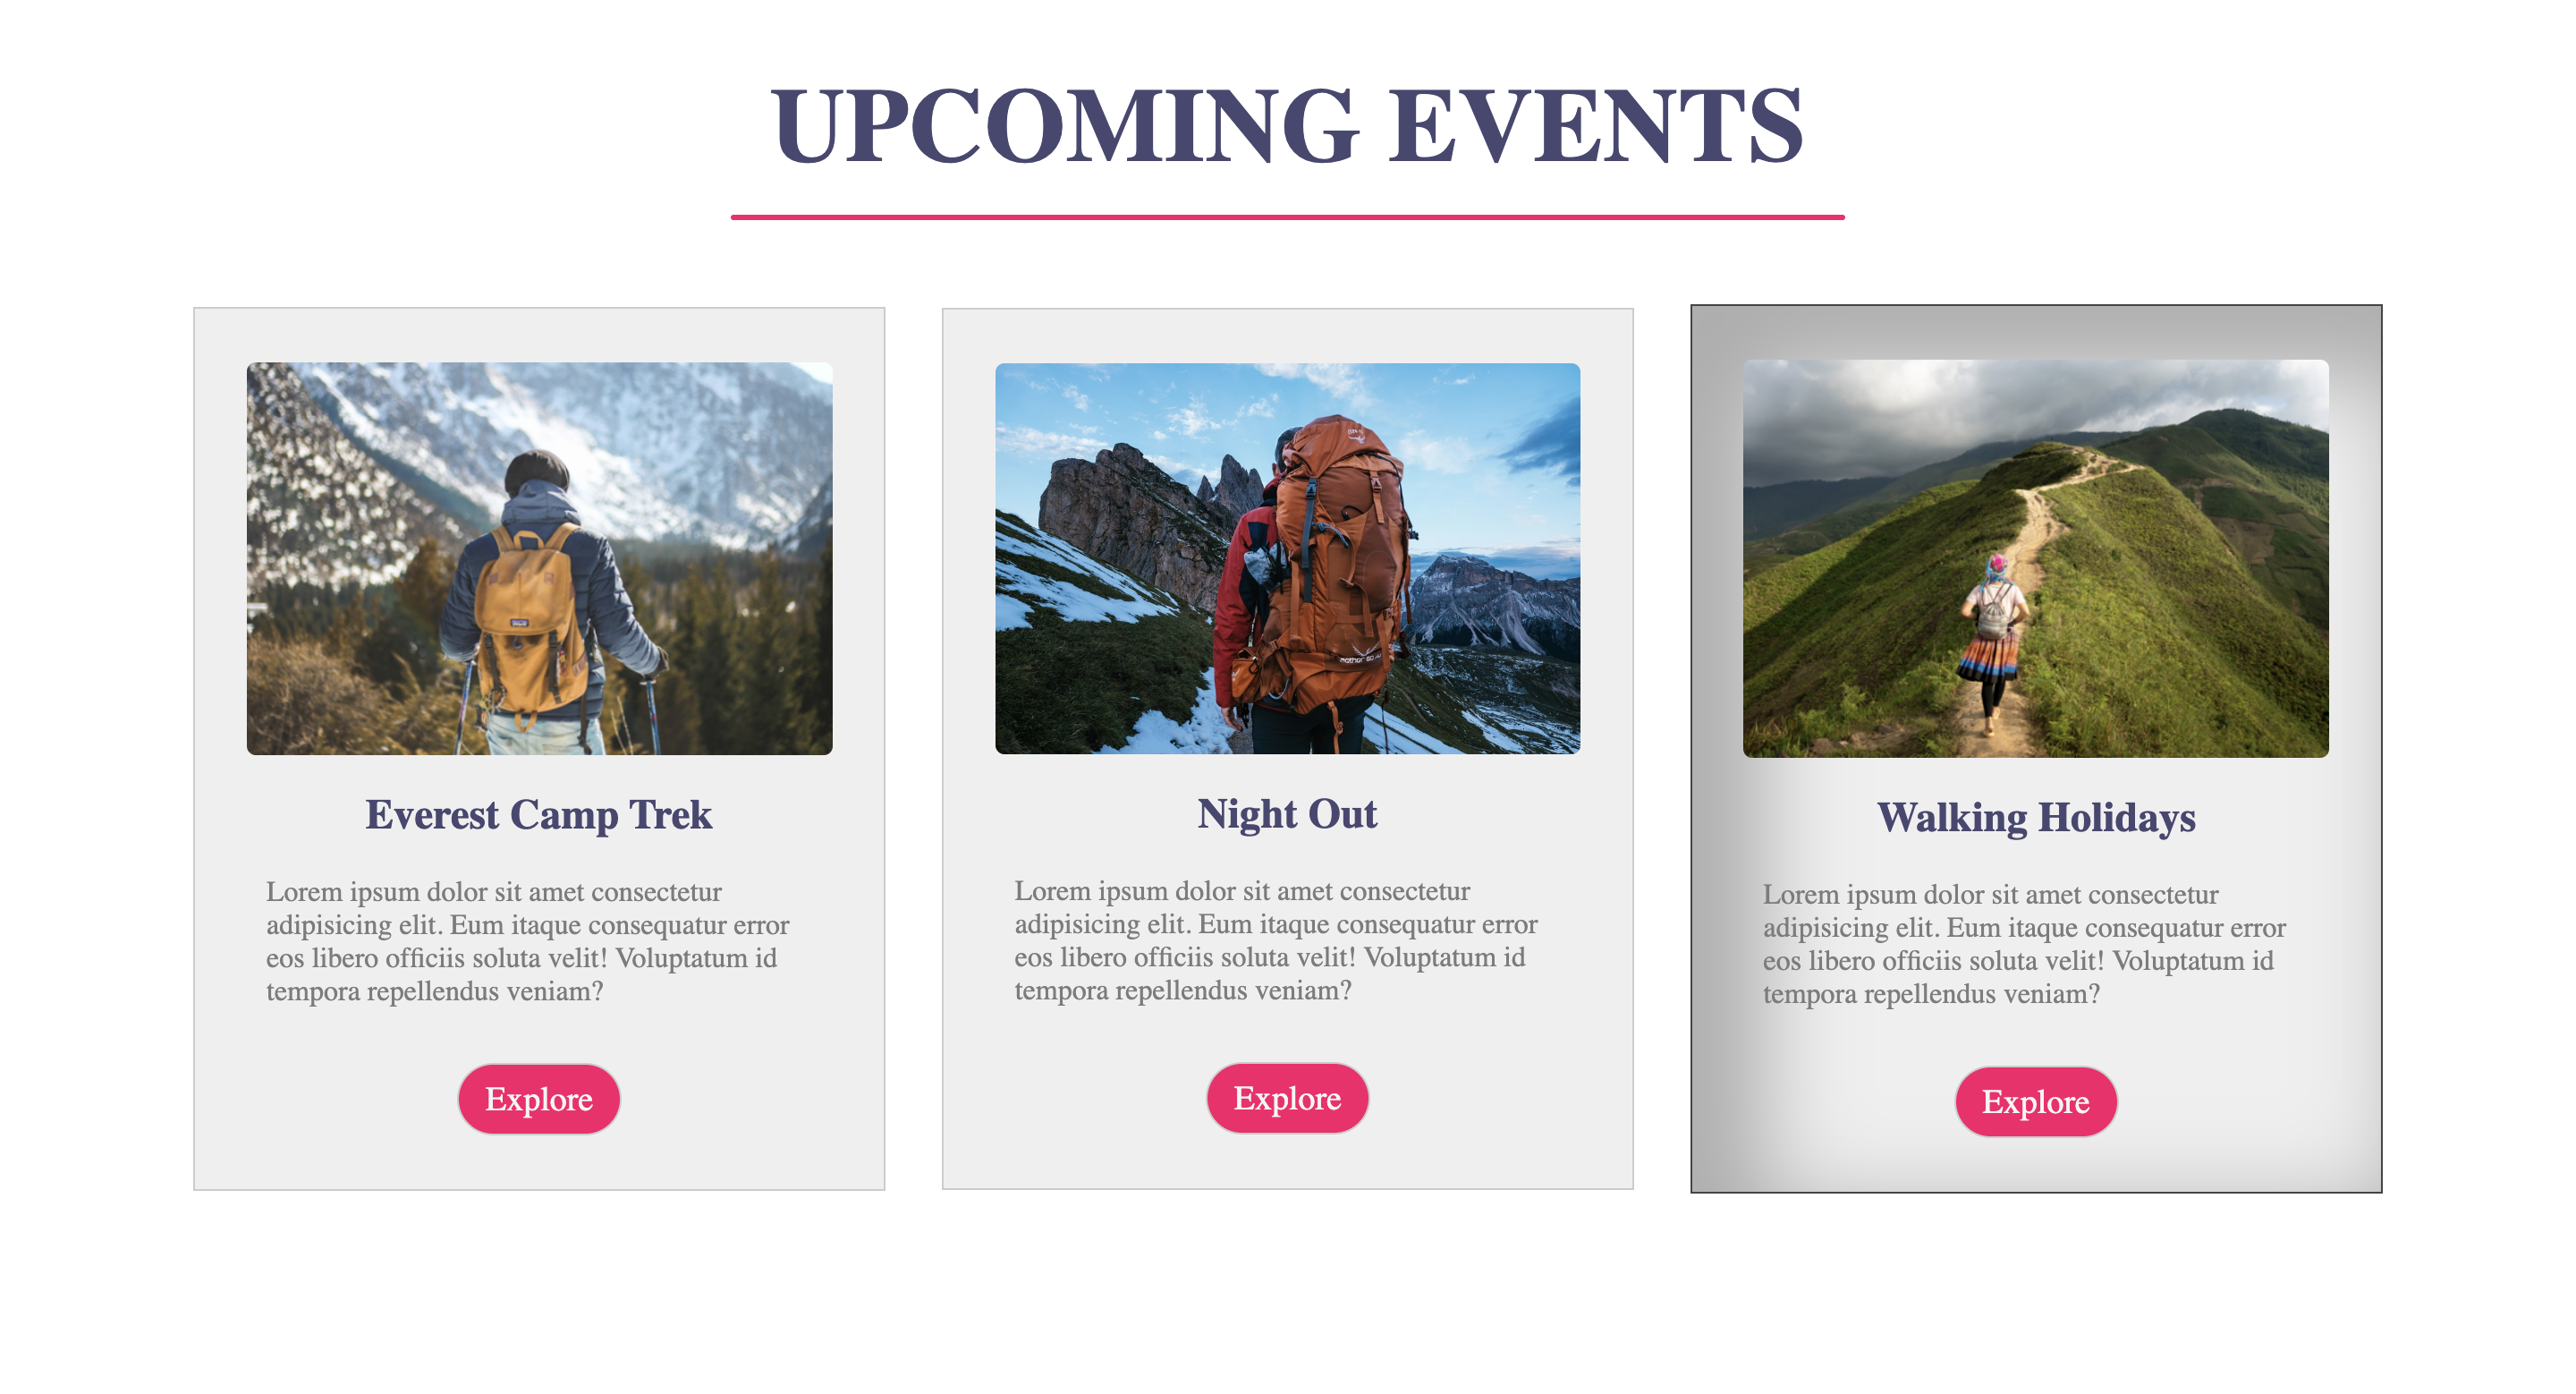 UPCOMING EVENTS
Everest Camp Trek
Lorem ipsum dolor sit amet consectetur
adipisicing elit. Eum itaque consequatur error
eos libero officiis soluta velit! Voluptatum id
tempora repellendus veniam?
Explore
Night Out
Lorem ipsum dolor sit amet consectetur
adipisicing elit. Eum itaque consequatur error
eos libero officiis soluta velit! Voluptatum id
tempora repellendus veniam?
Explore
Walking Holidays
Lorem ipsum dolor sit amet consectetur
adipisicing elit. Eum itaque consequatur error
eos libero officiis soluta velit! Voluptatum id
tempora repellendus veniam?
Explore